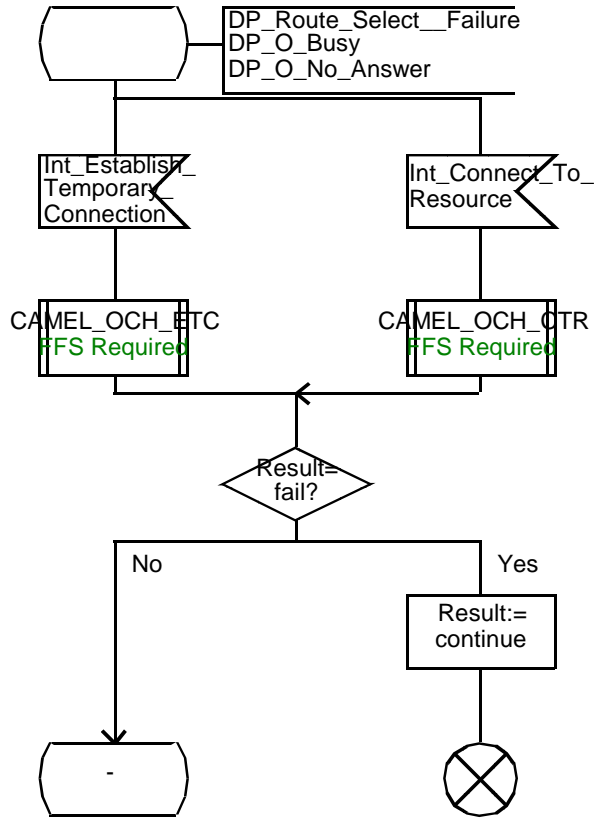 DP_Route_Select__Failure
DP_O_Busy
DP_O_No_Answer
Int_Establish_
Temporary_
Connection
Int_Connect_To_
Resource
CAMEL_OCH_ETC
FFS Required
CAMEL_OCH_CTR
FFS Required
Result=
fail?
No
Yes
Result:=
continue
-